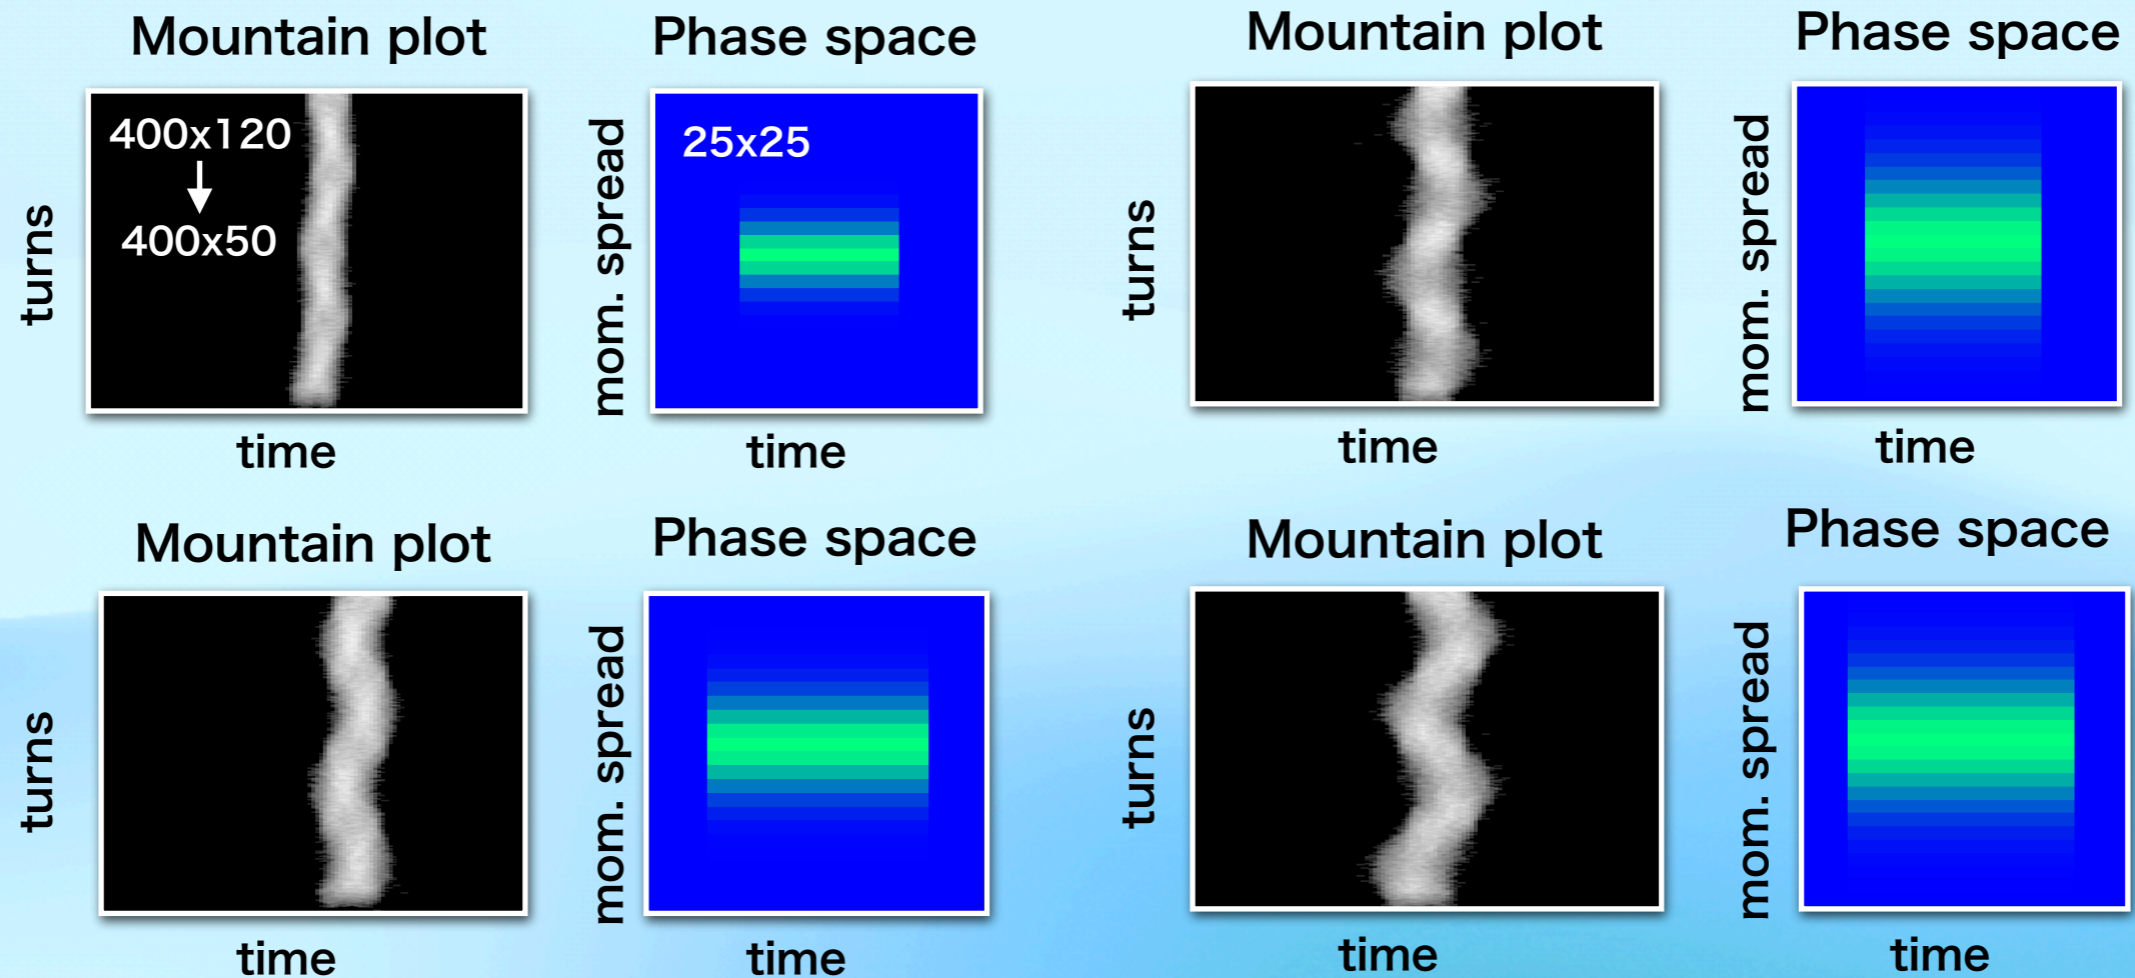 Mountain plot
Phase space
400x120
400x50
turns
time
25x25
mom. spread
time
Mountain plot
Phase space
turns
time
mom. spread
time
Mountain plot
Phase space
turns
time
mom. spread
time
Mountain plot
Phase space
turns
time
mom. spread
time